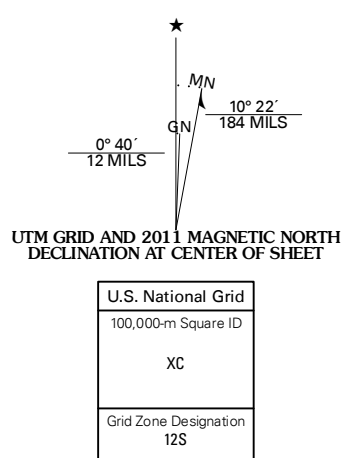 ★
MN
10° 22´
184 MILS
GN
0° 40´
12 MILS
UTM GRID AND 2011 MAGNETIC NORTH
DECLINATION AT CENTER OF SHEET
U.S. National Grid
100,000-m Square ID
XC
Grid Zone Designation
12S